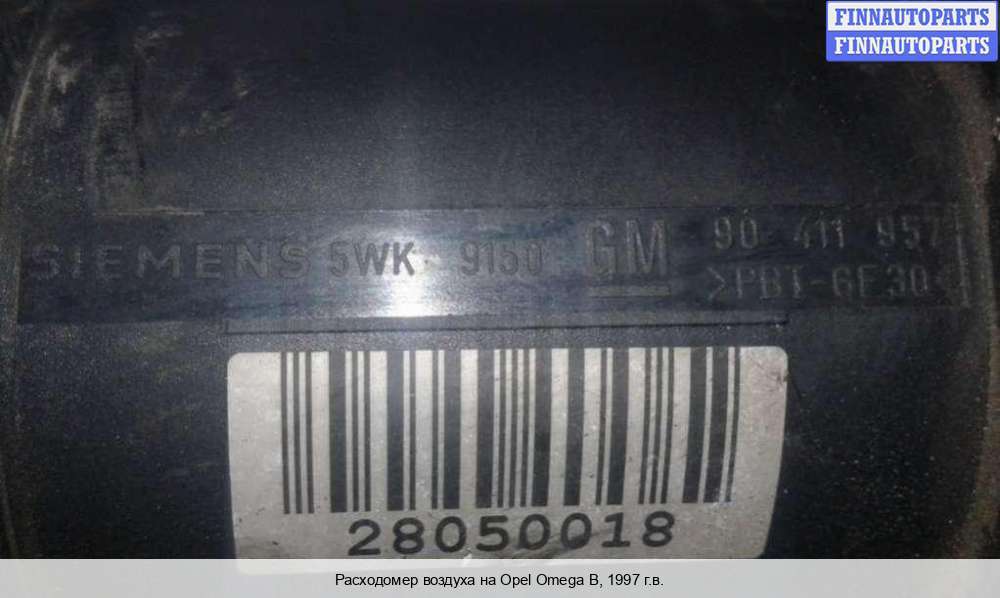 FINNAUTOPARTS
FINNAUTOPARTS
SIEMENS 5WK 9150 GM 90 411 957
>PBT-GF30<
28050018
Расходомер воздуха на Opel Omega B, 1997 г.в.